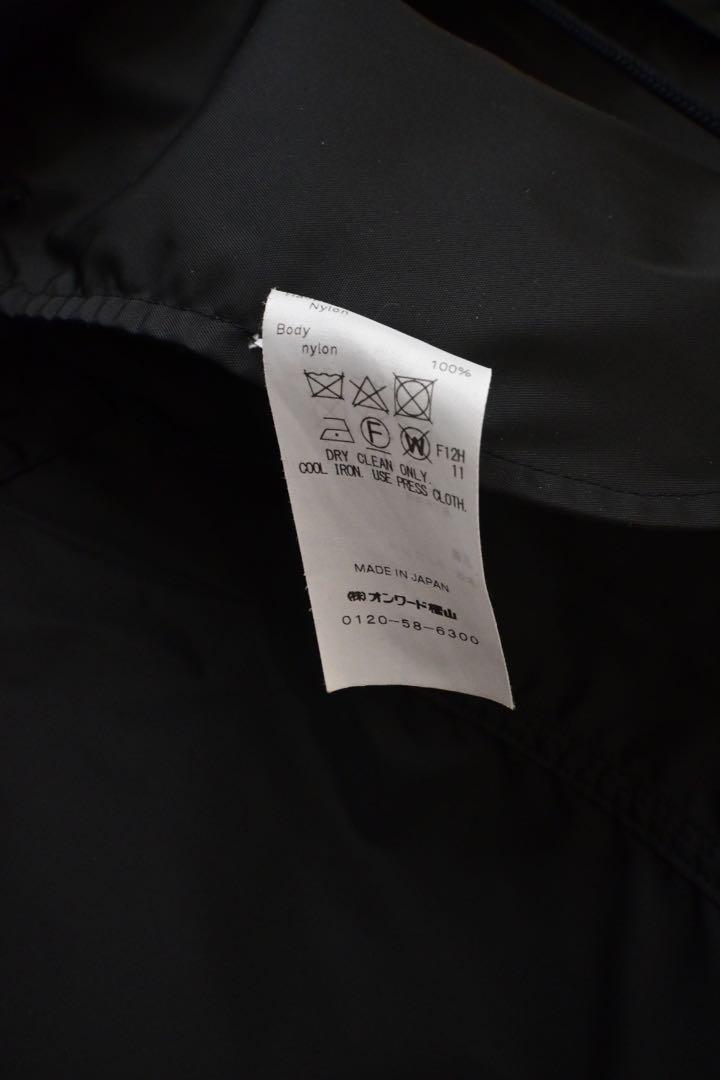 Nylon
Body
nylon 100%
F W F12H
11
DRY CLEAN ONLY.
COOL IRON. USE PRESS CLOTH.
MADE IN JAPAN
(株)オンワード樫山
0120-58-6300